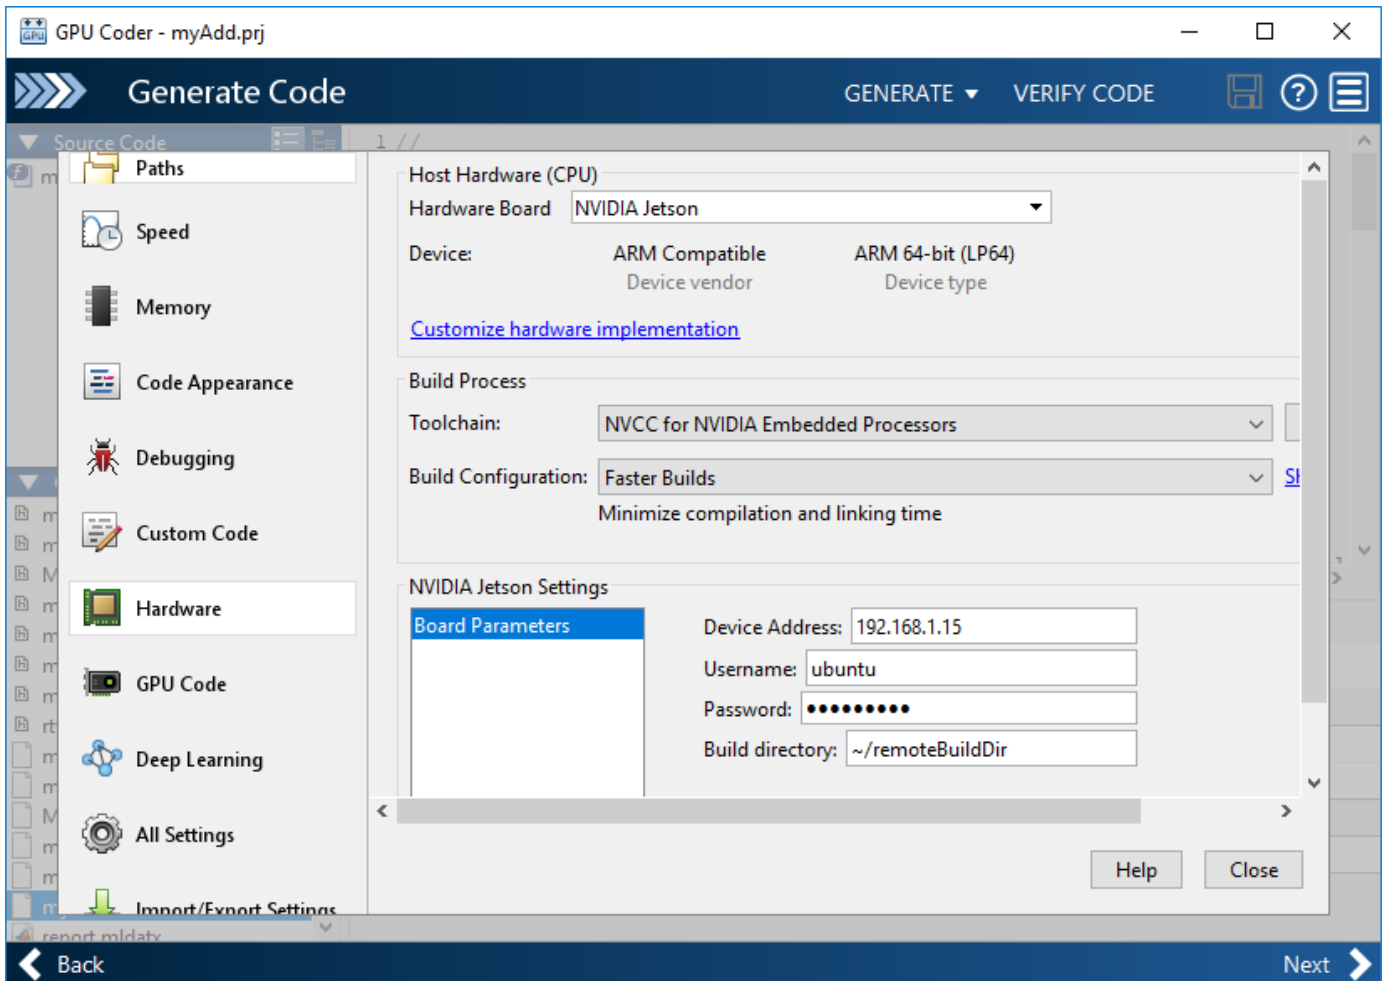 GPU Coder - myAdd.prj
Generate Code
GENERATE
VERIFY CODE
Source Code
1 //
Paths
Speed
Memory
Code Appearance
Debugging
Custom Code
Hardware
GPU Code
Deep Learning
All Settings
Import/Export Settings
Host Hardware (CPU)
Hardware Board NVIDIA Jetson
Device: ARM Compatible ARM 64-bit (LP64)
Device vendor Device type
Customize hardware implementation
Build Process
Toolchain: NVCC for NVIDIA Embedded Processors
Build Configuration: Faster Builds
Minimize compilation and linking time
NVIDIA Jetson Settings
Board Parameters
Device Address: 192.168.1.15
Username: ubuntu
Password: ●●●●●●●●●
Build directory: ~/remoteBuildDir
Help
Close
report.mldatx
Back
Next